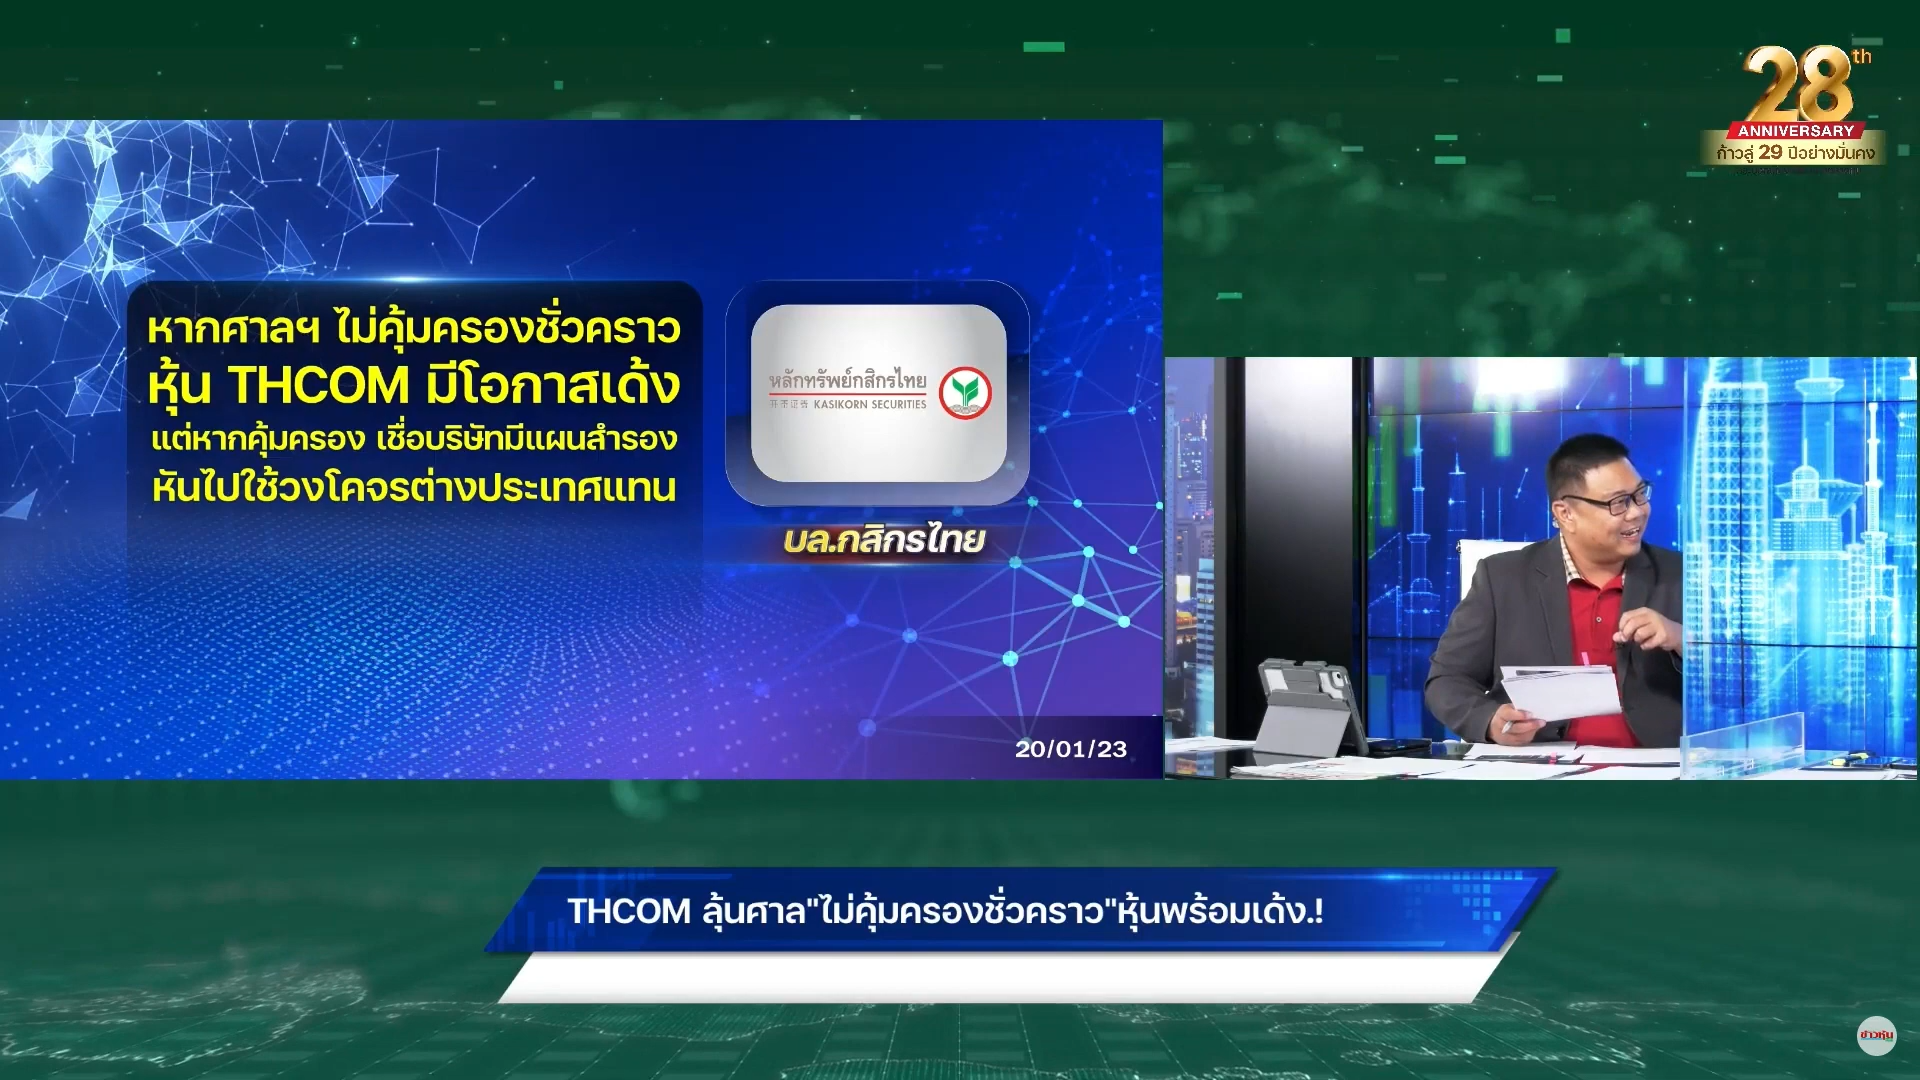 28th
ANNIVERSARY
ก้าวสู่ 29 ปีอย่างมั่นคง
หากศาลฯ ไม่คุ้มครองชั่วคราว
หุ้น THCOM มีโอกาสเด้ง
แต่หากคุ้มครอง เชื่อบริษัทมีแผนสำรอง
หันไปใช้วงโคจรต่างประเทศแทน
หลักทรัพย์กสิกรไทย
开泰证券 KASIKORN SECURITIES
บล.กสิกรไทย
20/01/23
THCOM ลุ้นศาล"ไม่คุ้มครองชั่วคราว"หุ้นพร้อมเด้ง.!
ข่าวหุ้น